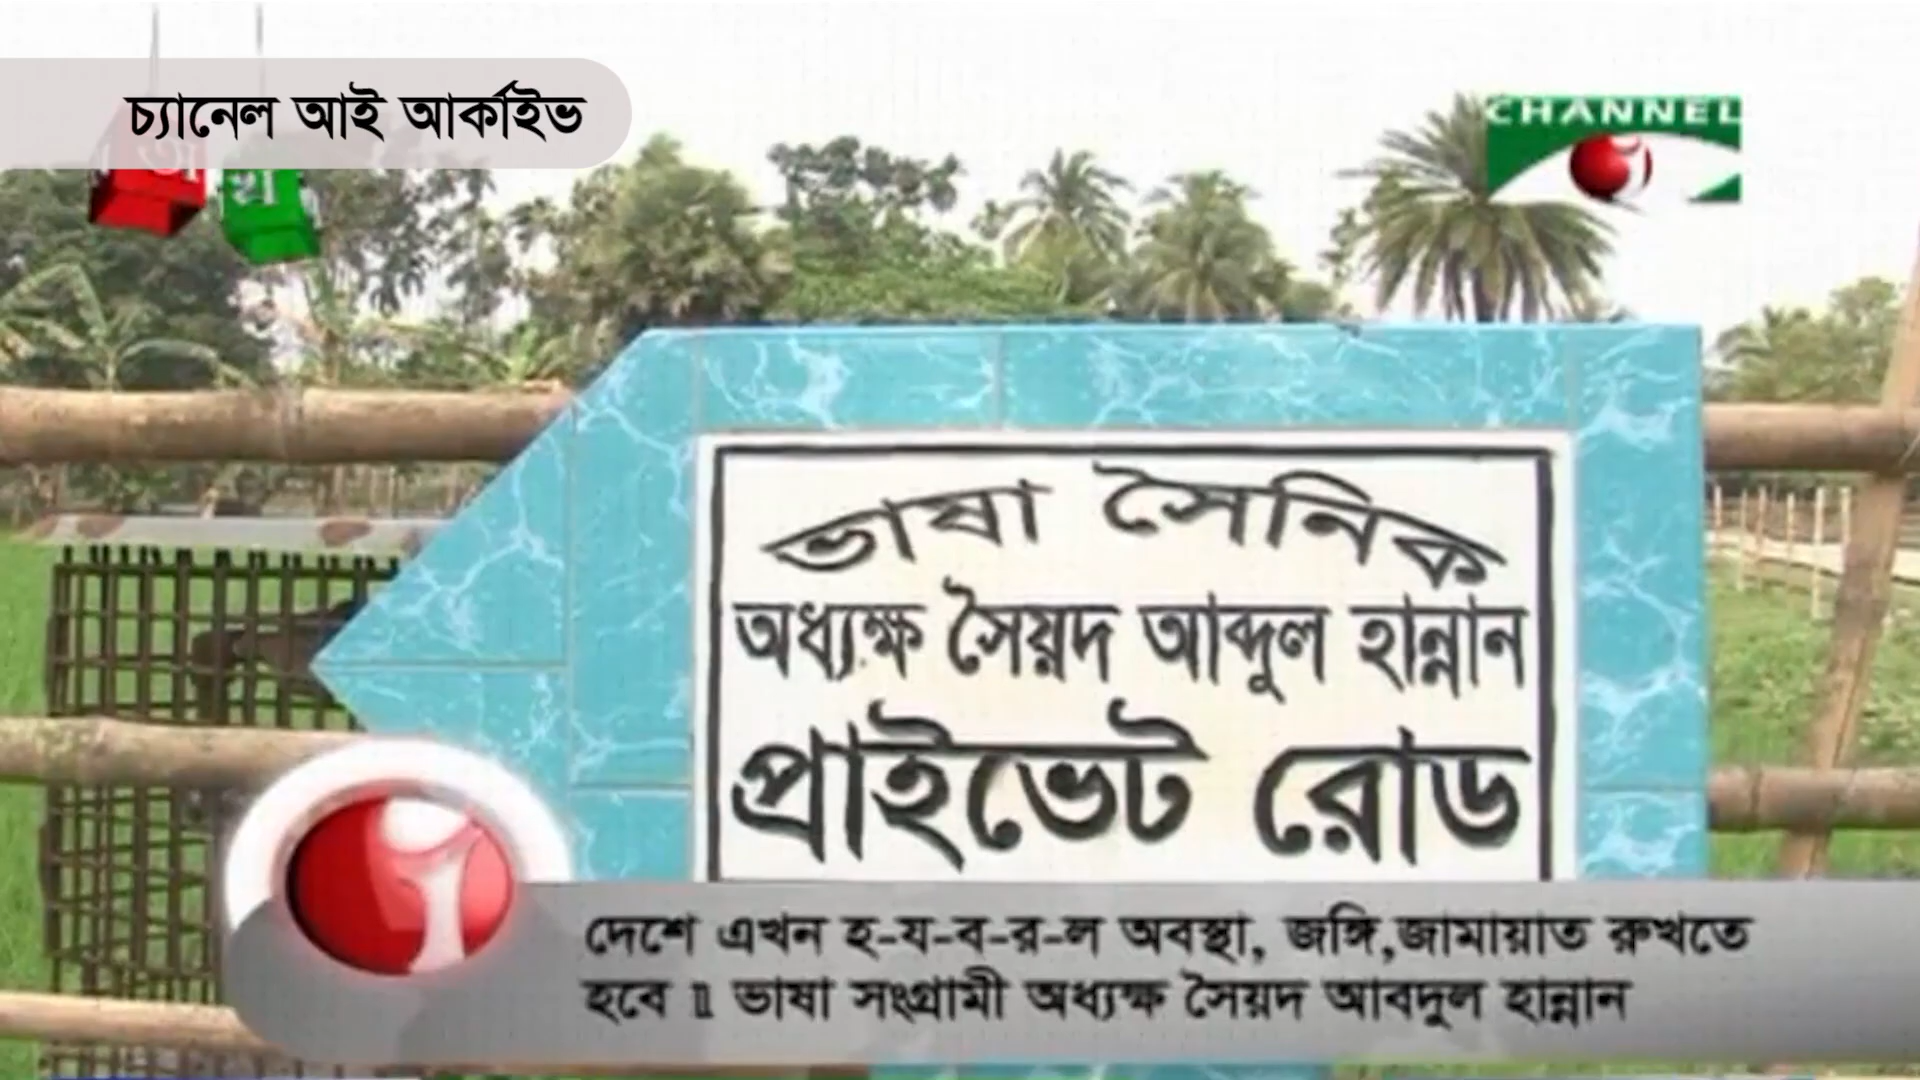 চ্যানেল আই আর্কাইভ
CHANNEL
i
অ
হ
ভাষা সৈনিক
অধ্যক্ষ সৈয়দ আব্দুল হান্নান
প্রাইভেট রোড
দেশে এখন হ-য-ব-র-ল অবস্থা, জঙ্গি,জামায়াত রুখতে
হবে ॥ ভাষা সংগ্রামী অধ্যক্ষ সৈয়দ আবদুল হান্নান